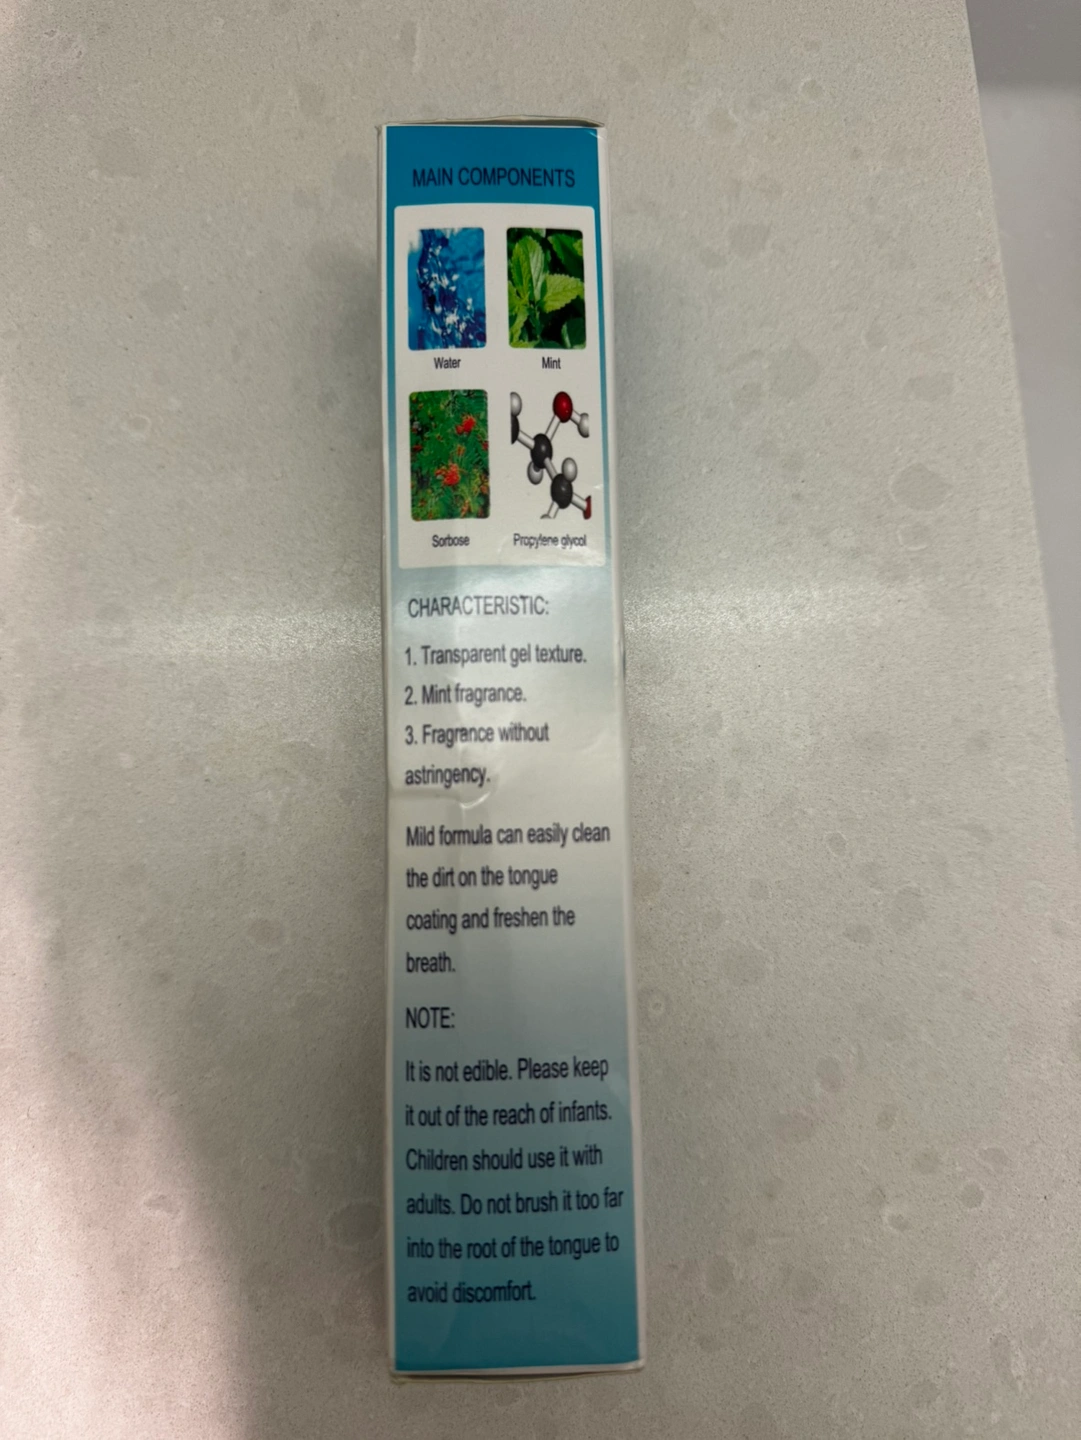 MAIN COMPONENTS
Water
Mint
Sorbose
Propylene glycol
CHARACTERISTIC:
1. Transparent gel texture.
2. Mint fragrance.
3. Fragrance without
astringency.
Mild formula can easily clean
the dirt on the tongue
coating and freshen the
breath.
NOTE:
It is not edible. Please keep
it out of the reach of infants.
Children should use it with
adults. Do not brush it too far
into the root of the tongue to
avoid discomfort.